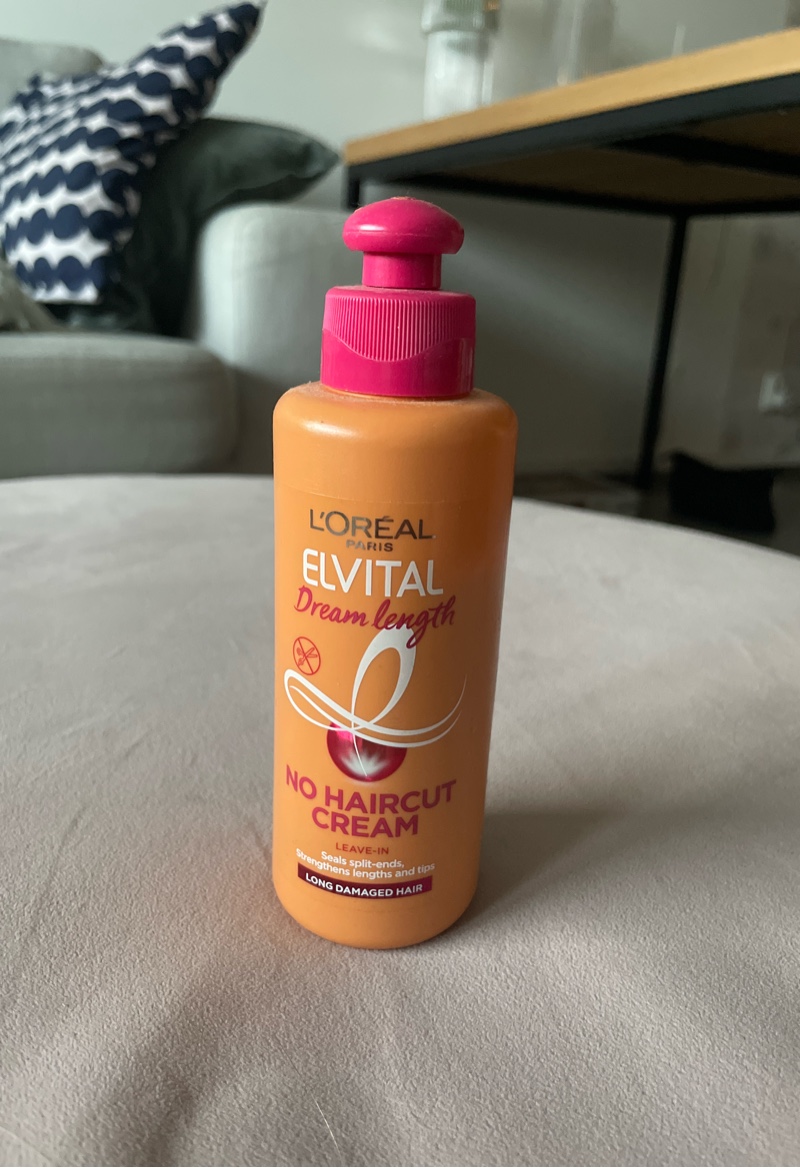 L'ORÉAL
PARIS
ELVITAL
Dream length
NO HAIRCUT
CREAM
LEAVE-IN
Seals split-ends,
Strengthens lengths and tips
LONG DAMAGED HAIR